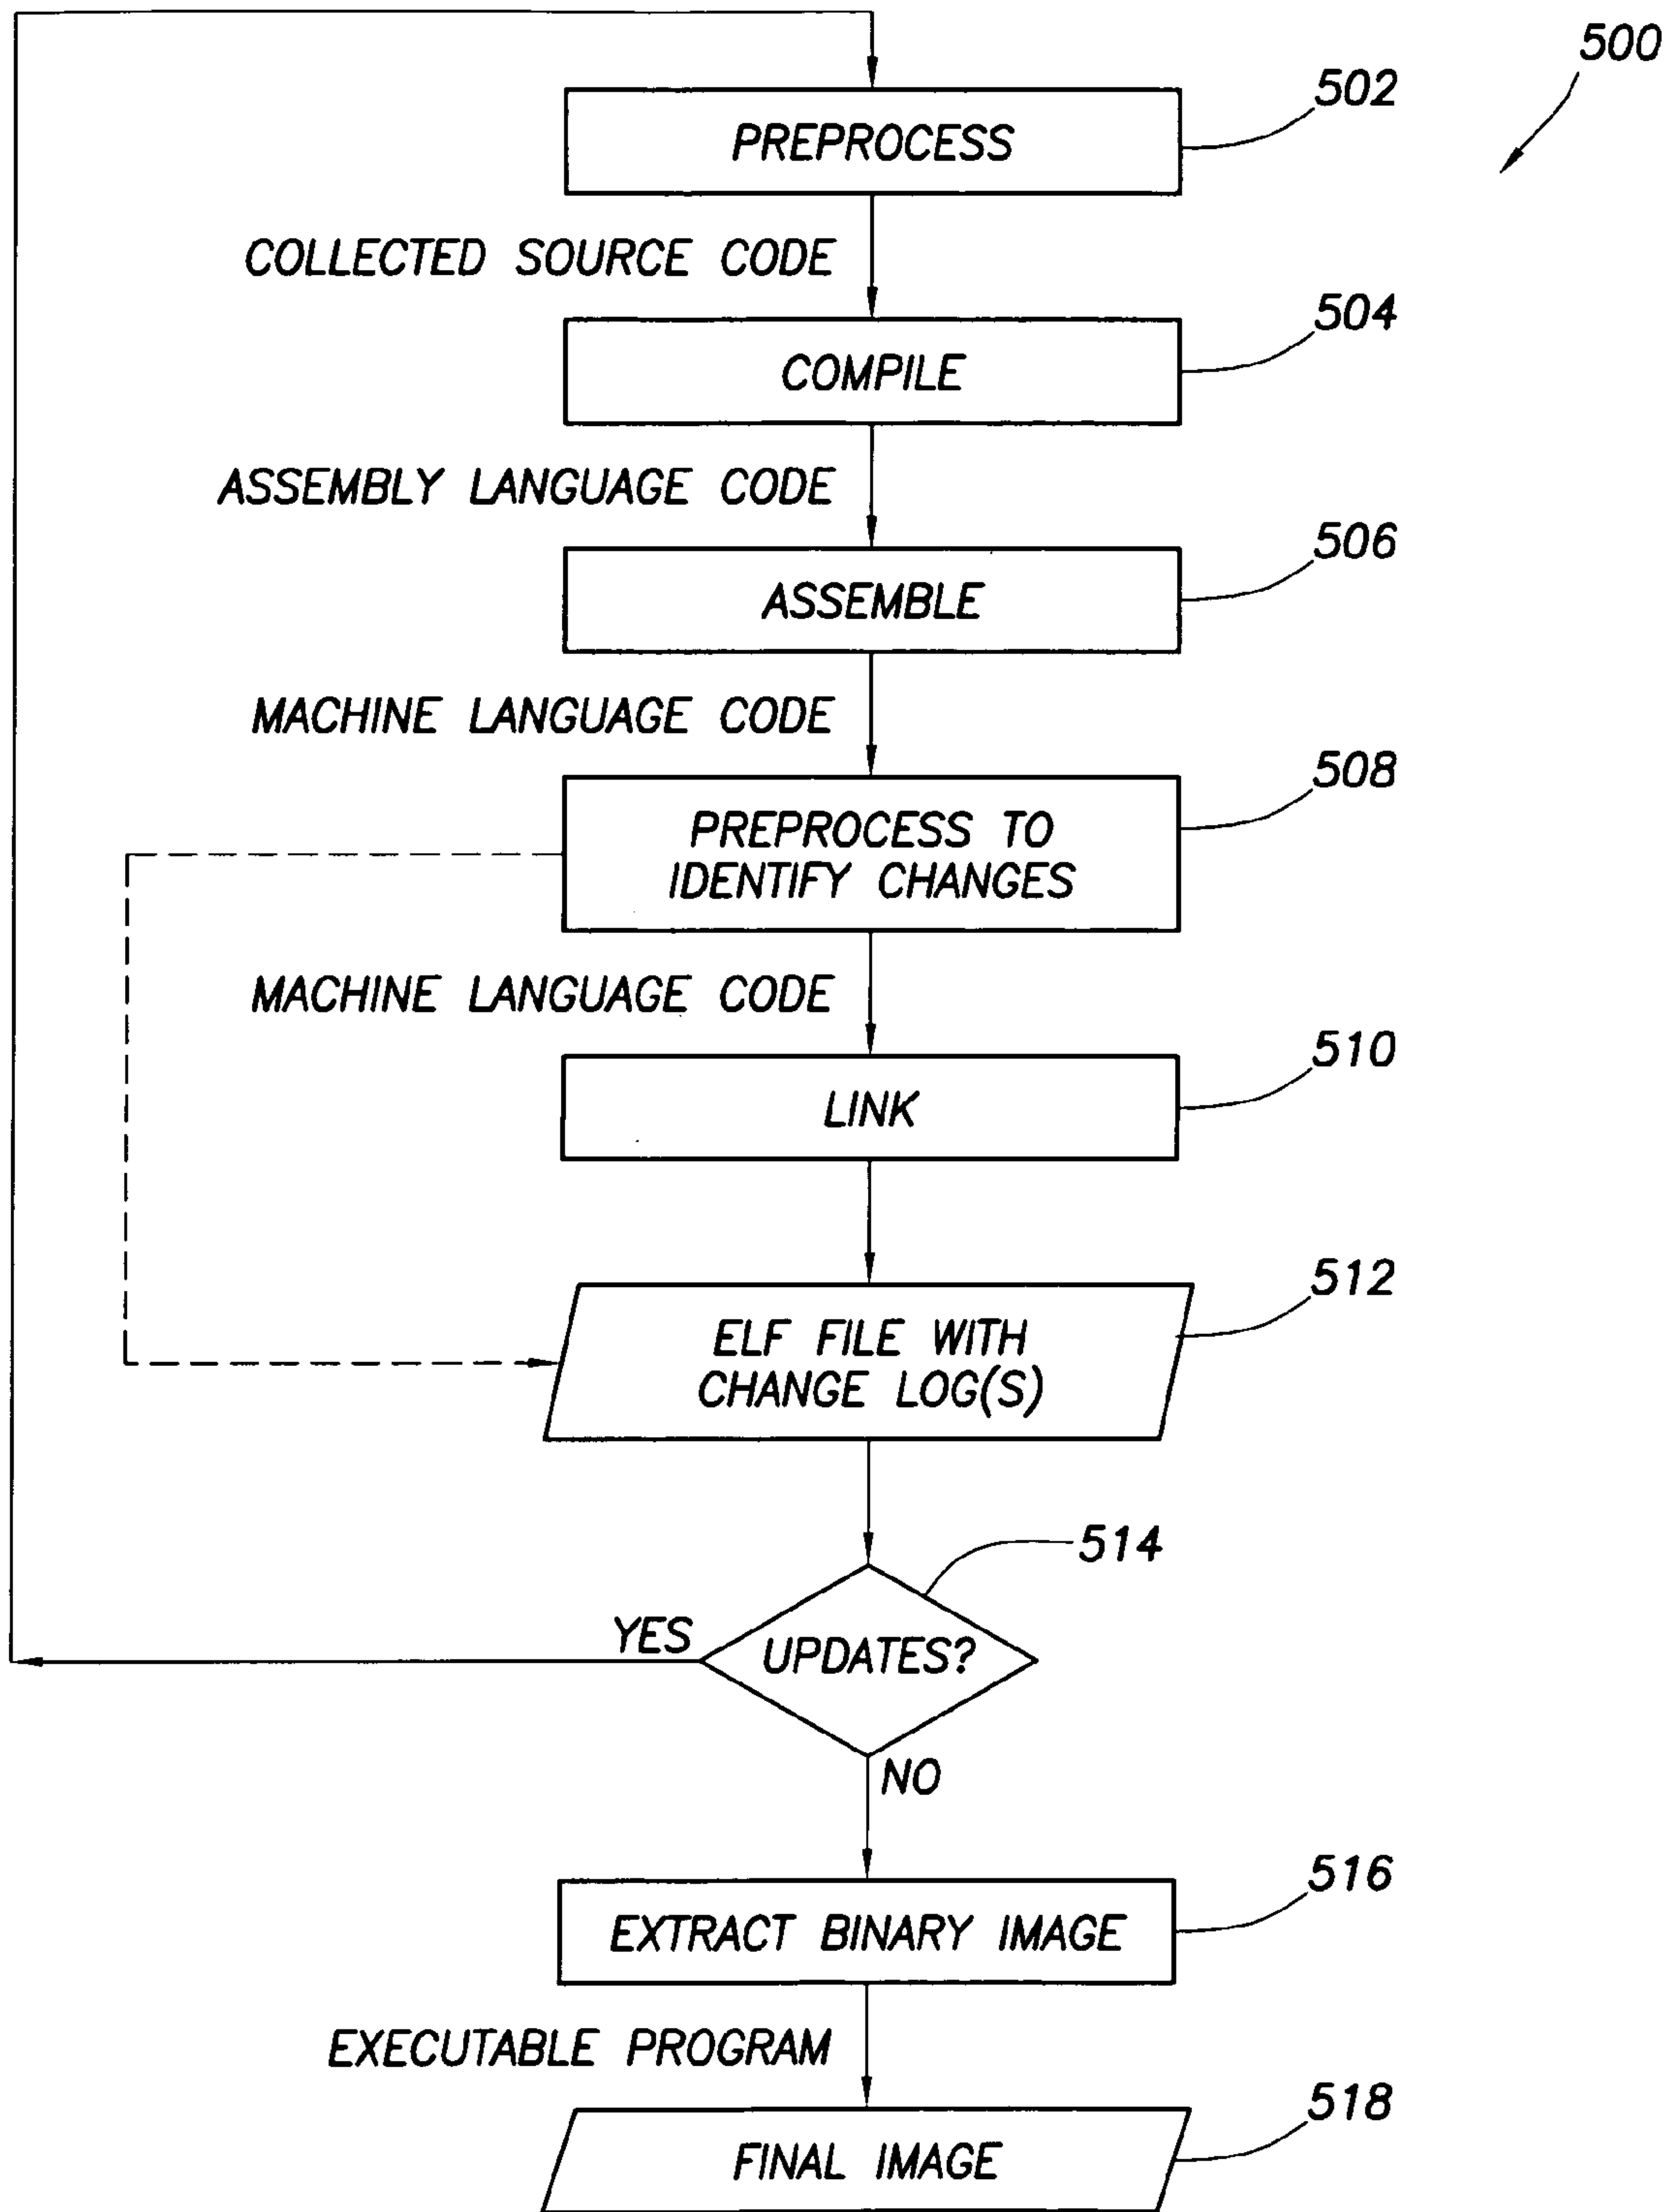 500
502
PREPROCESS
COLLECTED SOURCE CODE
504
COMPILE
ASSEMBLY LANGUAGE CODE
506
ASSEMBLE
MACHINE LANGUAGE CODE
508
PREPROCESS TO
IDENTIFY CHANGES
MACHINE LANGUAGE CODE
510
LINK
512
ELF FILE WITH
CHANGE LOG(S)
514
YES
UPDATES?
NO
516
EXTRACT BINARY IMAGE
EXECUTABLE PROGRAM
518
FINAL IMAGE